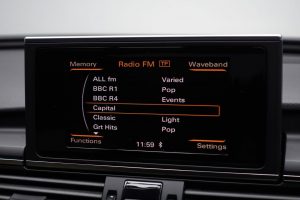 Memory Radio FM TP Waveband
ALL fm Varied
BBC R1 Pop
BBC R4 Events
Capital
Classic Light
Grt Hits Pop
Functions 11:59 Settings